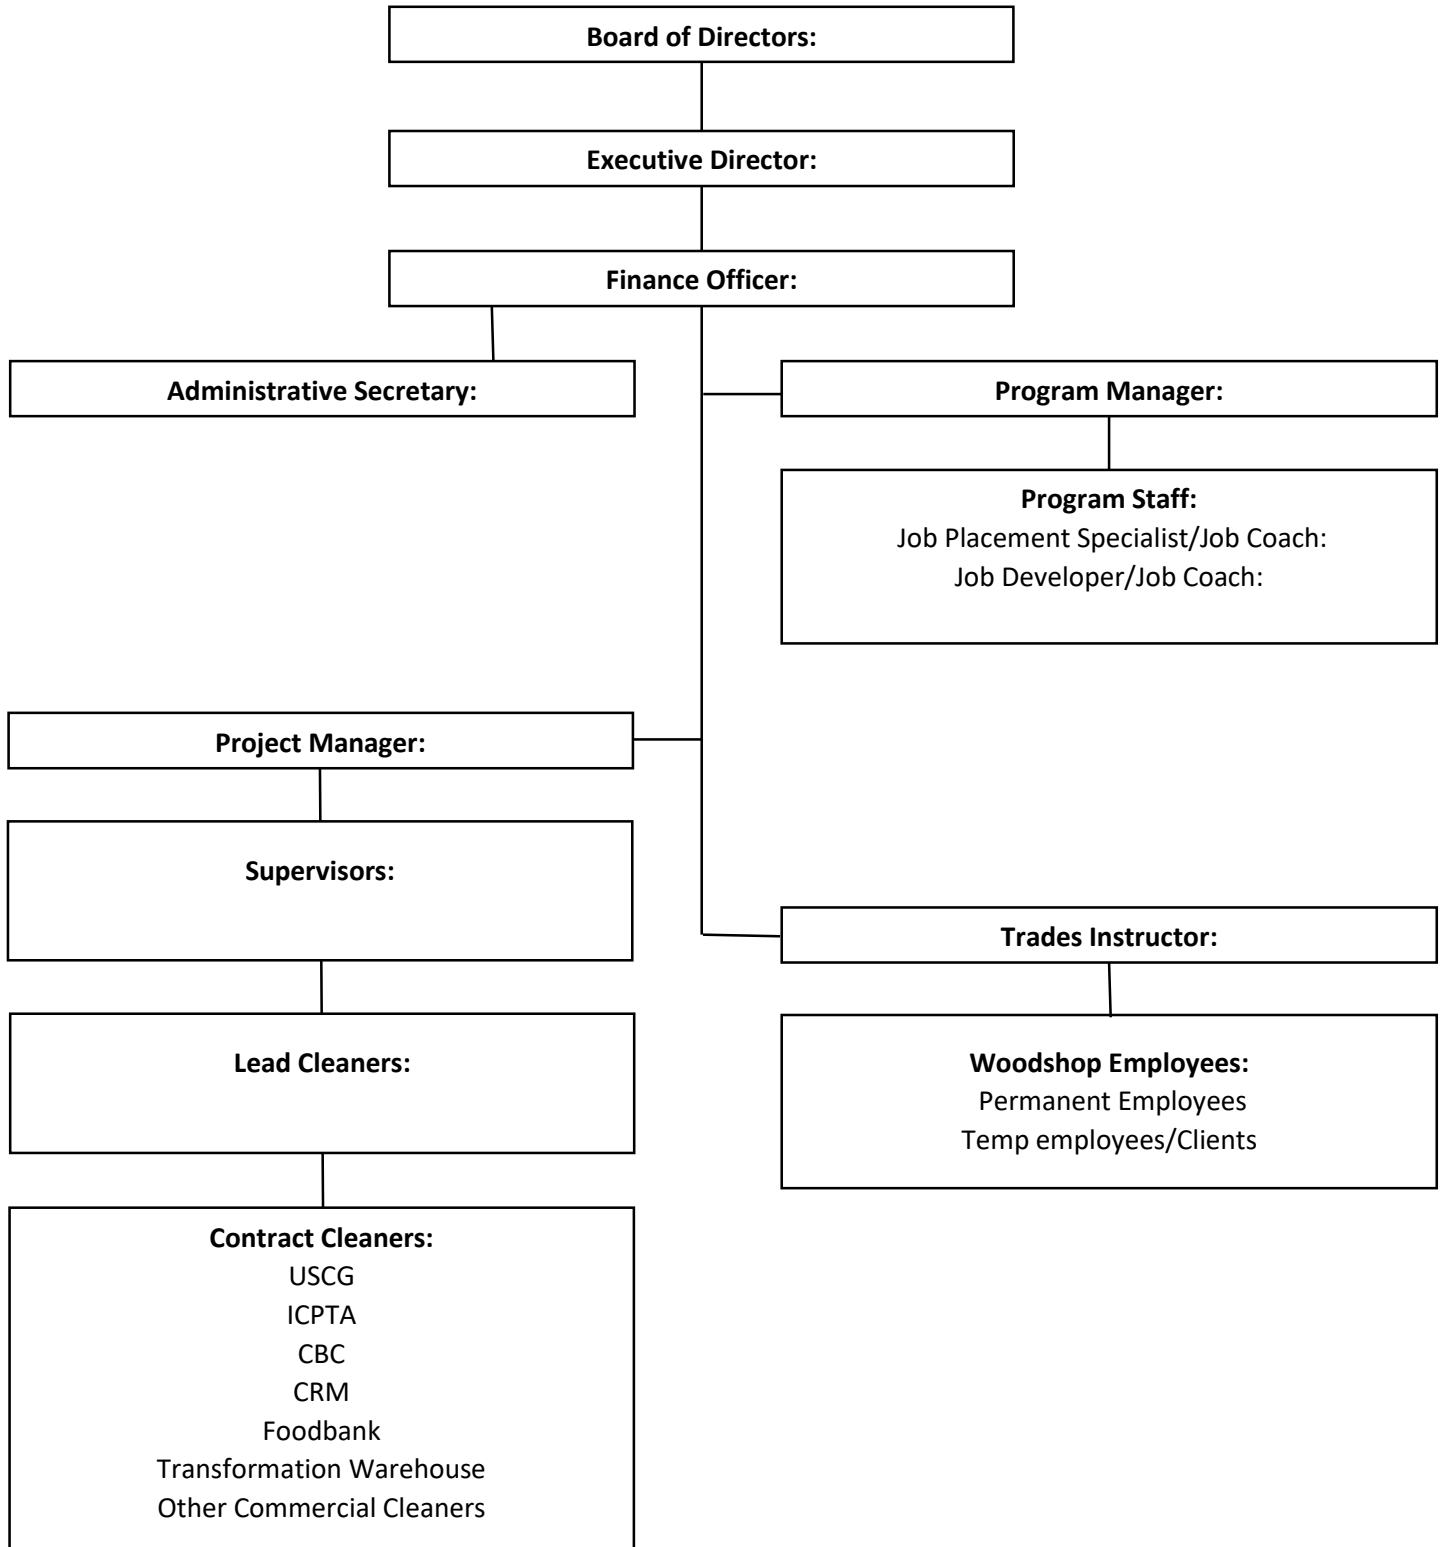 Board of Directors:
Executive Director:
Finance Officer:
Administrative Secretary:
Program Manager:
Program Staff:
Job Placement Specialist/Job Coach:
Job Developer/Job Coach:
Project Manager:
Supervisors:
Trades Instructor:
Lead Cleaners:
Woodshop Employees:
Permanent Employees
Temp employees/Clients
Contract Cleaners:
USCG
ICPTA
CBC
CRM
Foodbank
Transformation Warehouse
Other Commercial Cleaners